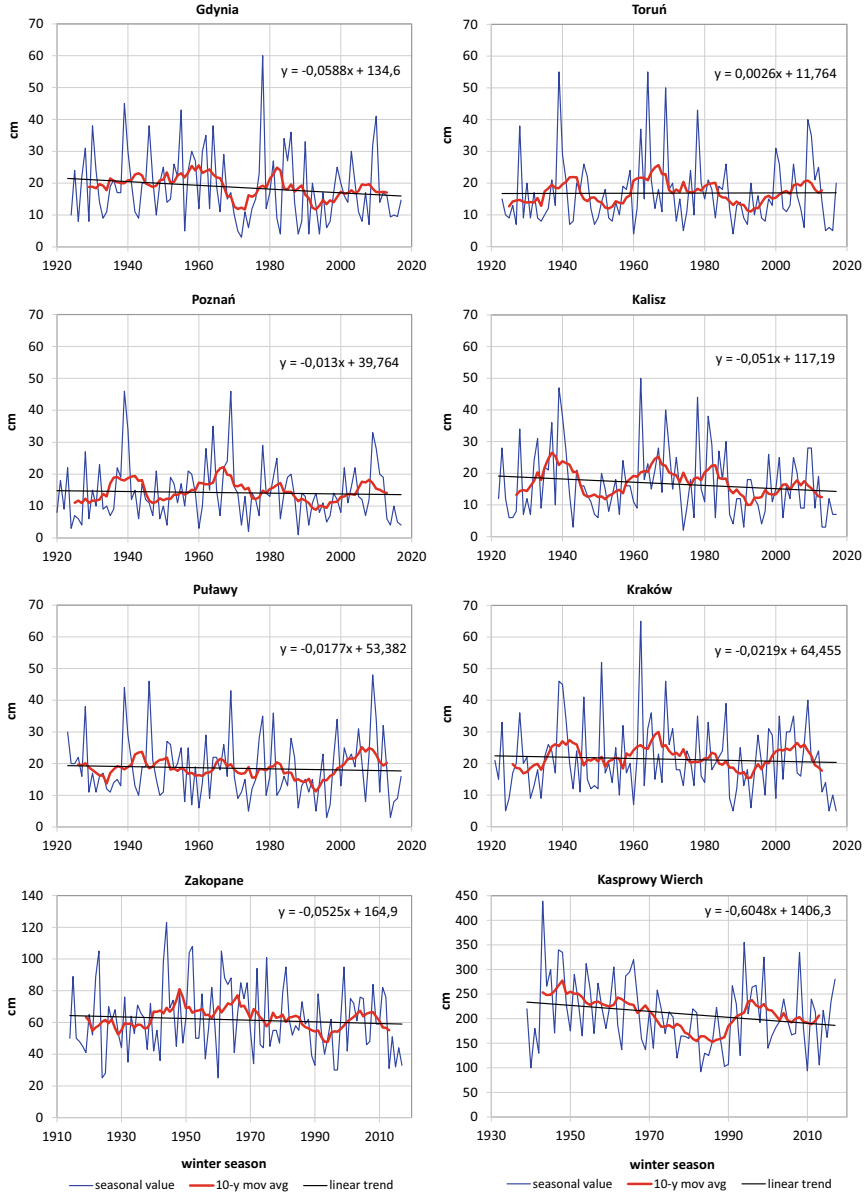 Gdynia
70
60
50
40
30
20
10
0
cm
y = -0,0588x + 134,6
1920 1940 1960 1980 2000 2020
Toruń
70
60
50
40
30
20
10
0
y = 0,0026x + 11,764
1920 1940 1960 1980 2000 2020
Poznań
70
60
50
40
30
20
10
0
cm
y = -0,013x + 39,764
1920 1940 1960 1980 2000 2020
Kalisz
70
60
50
40
30
20
10
0
cm
y = -0,051x + 117,19
1920 1940 1960 1980 2000 2020
Puławy
70
60
50
40
30
20
10
0
cm
y = -0,0177x + 53,382
1920 1940 1960 1980 2000 2020
Kraków
70
60
50
40
30
20
10
0
cm
y = -0,0219x + 64,455
1920 1940 1960 1980 2000 2020
Zakopane
140
120
100
80
60
40
20
0
cm
y = -0,0525x + 164,9
1910 1930 1950 1970 1990 2010
winter season
seasonal value 10-y mov avg linear trend
Kasprowy Wierch
450
400
350
300
250
200
150
100
50
0
cm
y = -0,6048x + 1406,3
1930 1950 1970 1990 2010
winter season
seasonal value 10-y mov avg linear trend